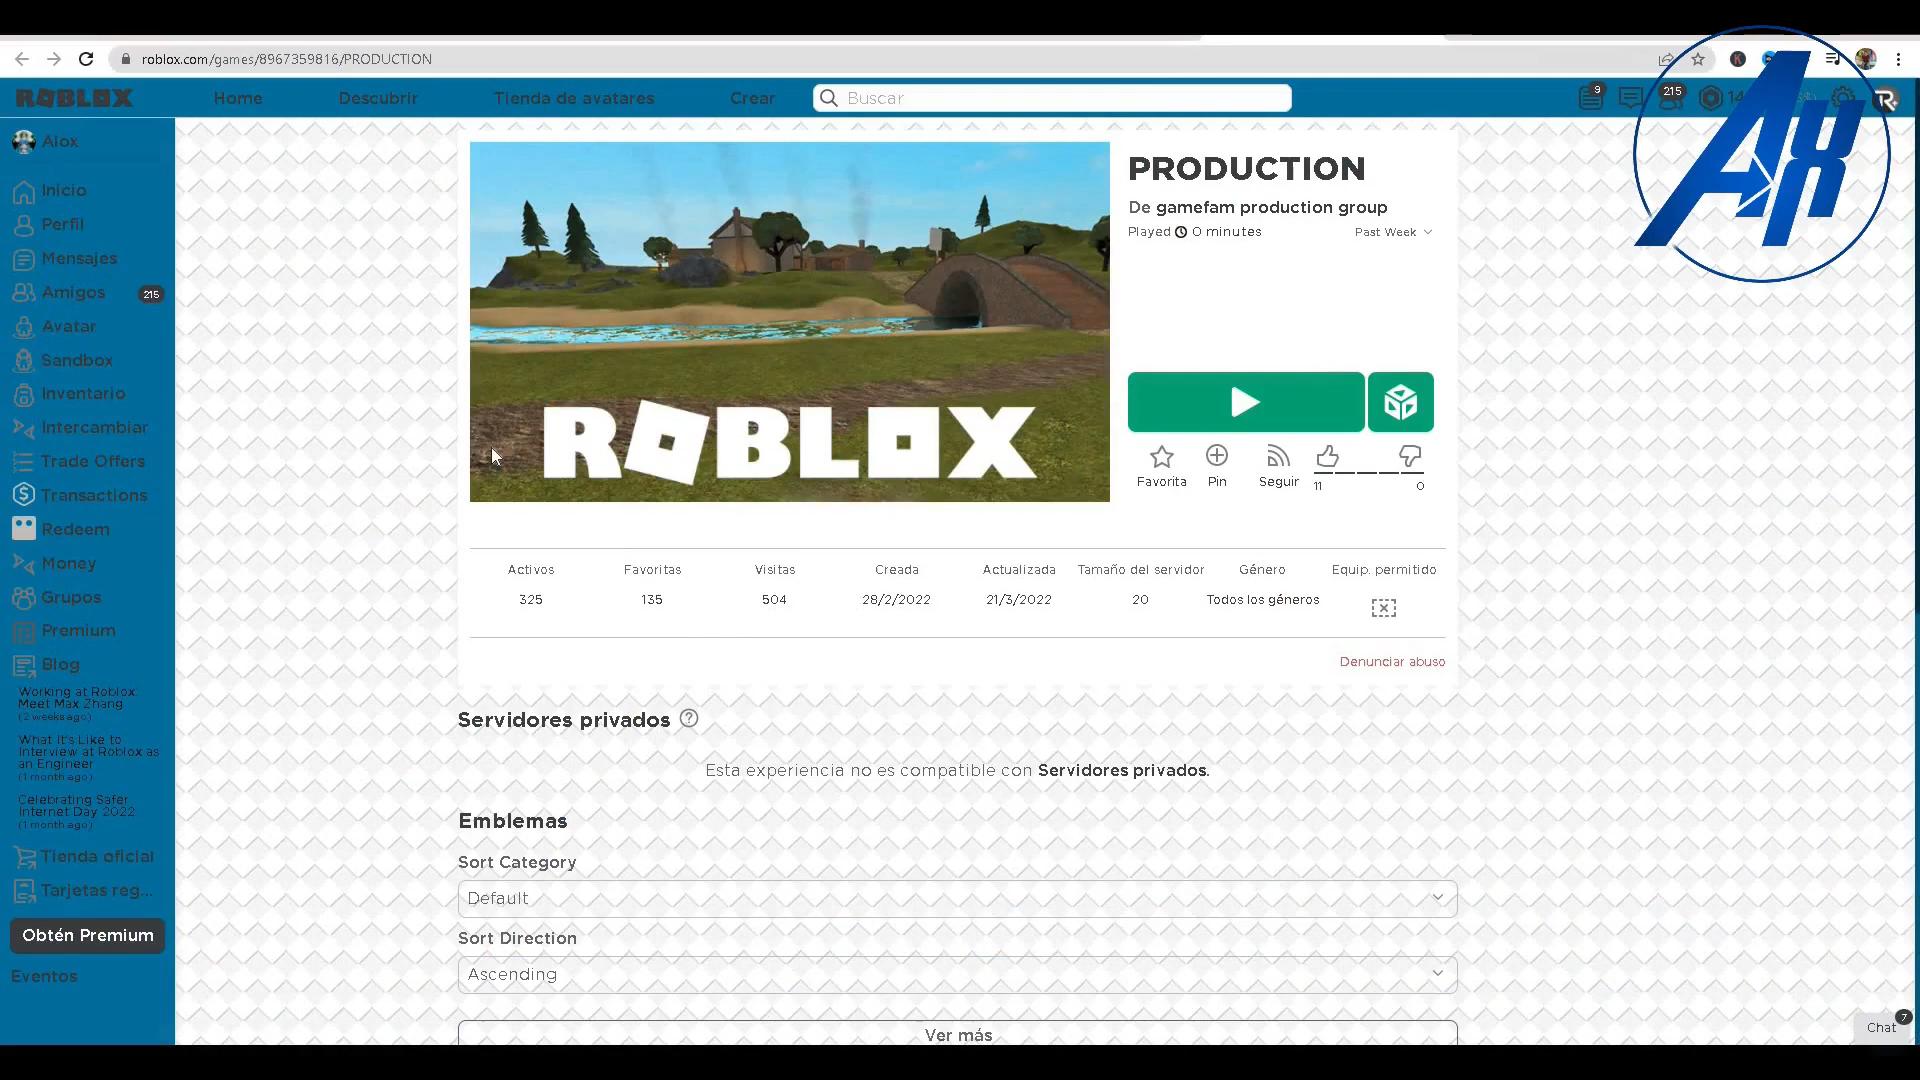 roblox.com/games/8967359816/PRODUCTION
ROBLOX
Home
Descubrir
Tienda de avatares
Crear
Buscar
9
215
AX
Alox
Inicio
Perfil
Mensajes
Amigos
215
Avatar
Sandbox
Inventario
Intercambiar
Trade Offers
Transactions
Redeem
Money
Grupos
Premium
Blog
Working at Roblox:
Meet Max Zhang
(2 weeks ago)
What It's Like to
Interview at Roblox as
an Engineer
(1 month ago)
Celebrating Safer
Internet Day 2022
(1 month ago)
Tienda oficial
Tarjetas reg...
Obtén Premium
Eventos
ROBLOX
PRODUCTION
De gamefam production group
Played 0 minutes
Past Week
Favorita
Pin
Seguir
11
0
Activos
Favoritas
Visitas
Creada
Actualizada
Tamaño del servidor
Género
Equip. permitido
325
135
504
28/2/2022
21/3/2022
20
Todos los géneros
Denunciar abuso
Servidores privados
Esta experiencia no es compatible con Servidores privados.
Emblemas
Sort Category
Default
Sort Direction
Ascending
Ver más
Chat
7